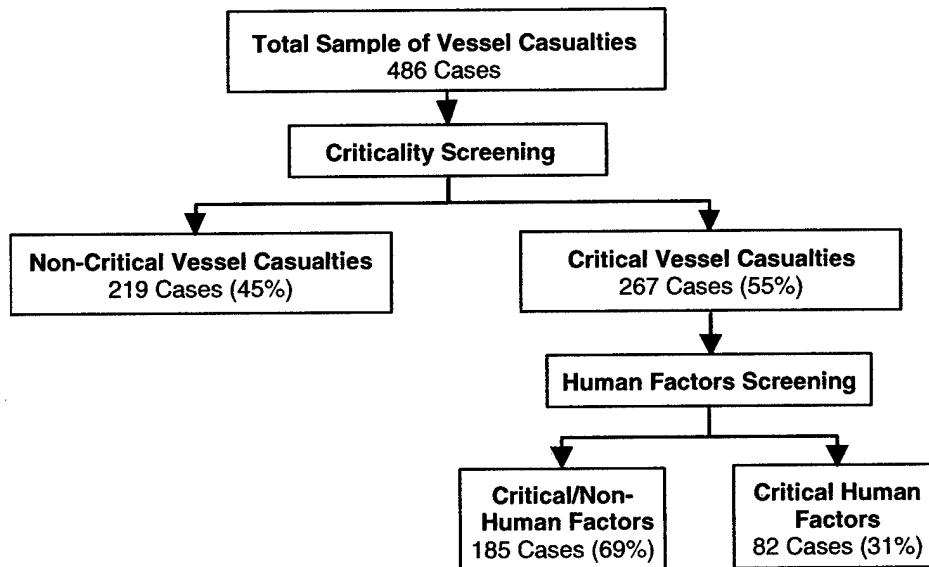 Total Sample of Vessel Casualties
486 Cases
Criticality Screening
Non-Critical Vessel Casualties
219 Cases (45%)
Critical Vessel Casualties
267 Cases (55%)
Human Factors Screening
Critical/Non-
Human Factors
185 Cases (69%)
Critical Human
Factors
82 Cases (31%)